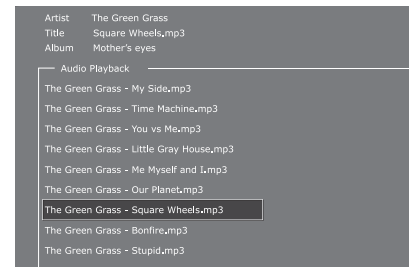 Artist The Green Grass
Title Square Wheels.mp3
Album Mother's eyes
Audio Playback
The Green Grass - My Side.mp3
The Green Grass - Time Machine.mp3
The Green Grass - You vs Me.mp3
The Green Grass - Little Gray House.mp3
The Green Grass - Me Myself and I.mp3
The Green Grass - Our Planet.mp3
The Green Grass - Square Wheels.mp3
The Green Grass - Bonfire.mp3
The Green Grass - Stupid.mp3